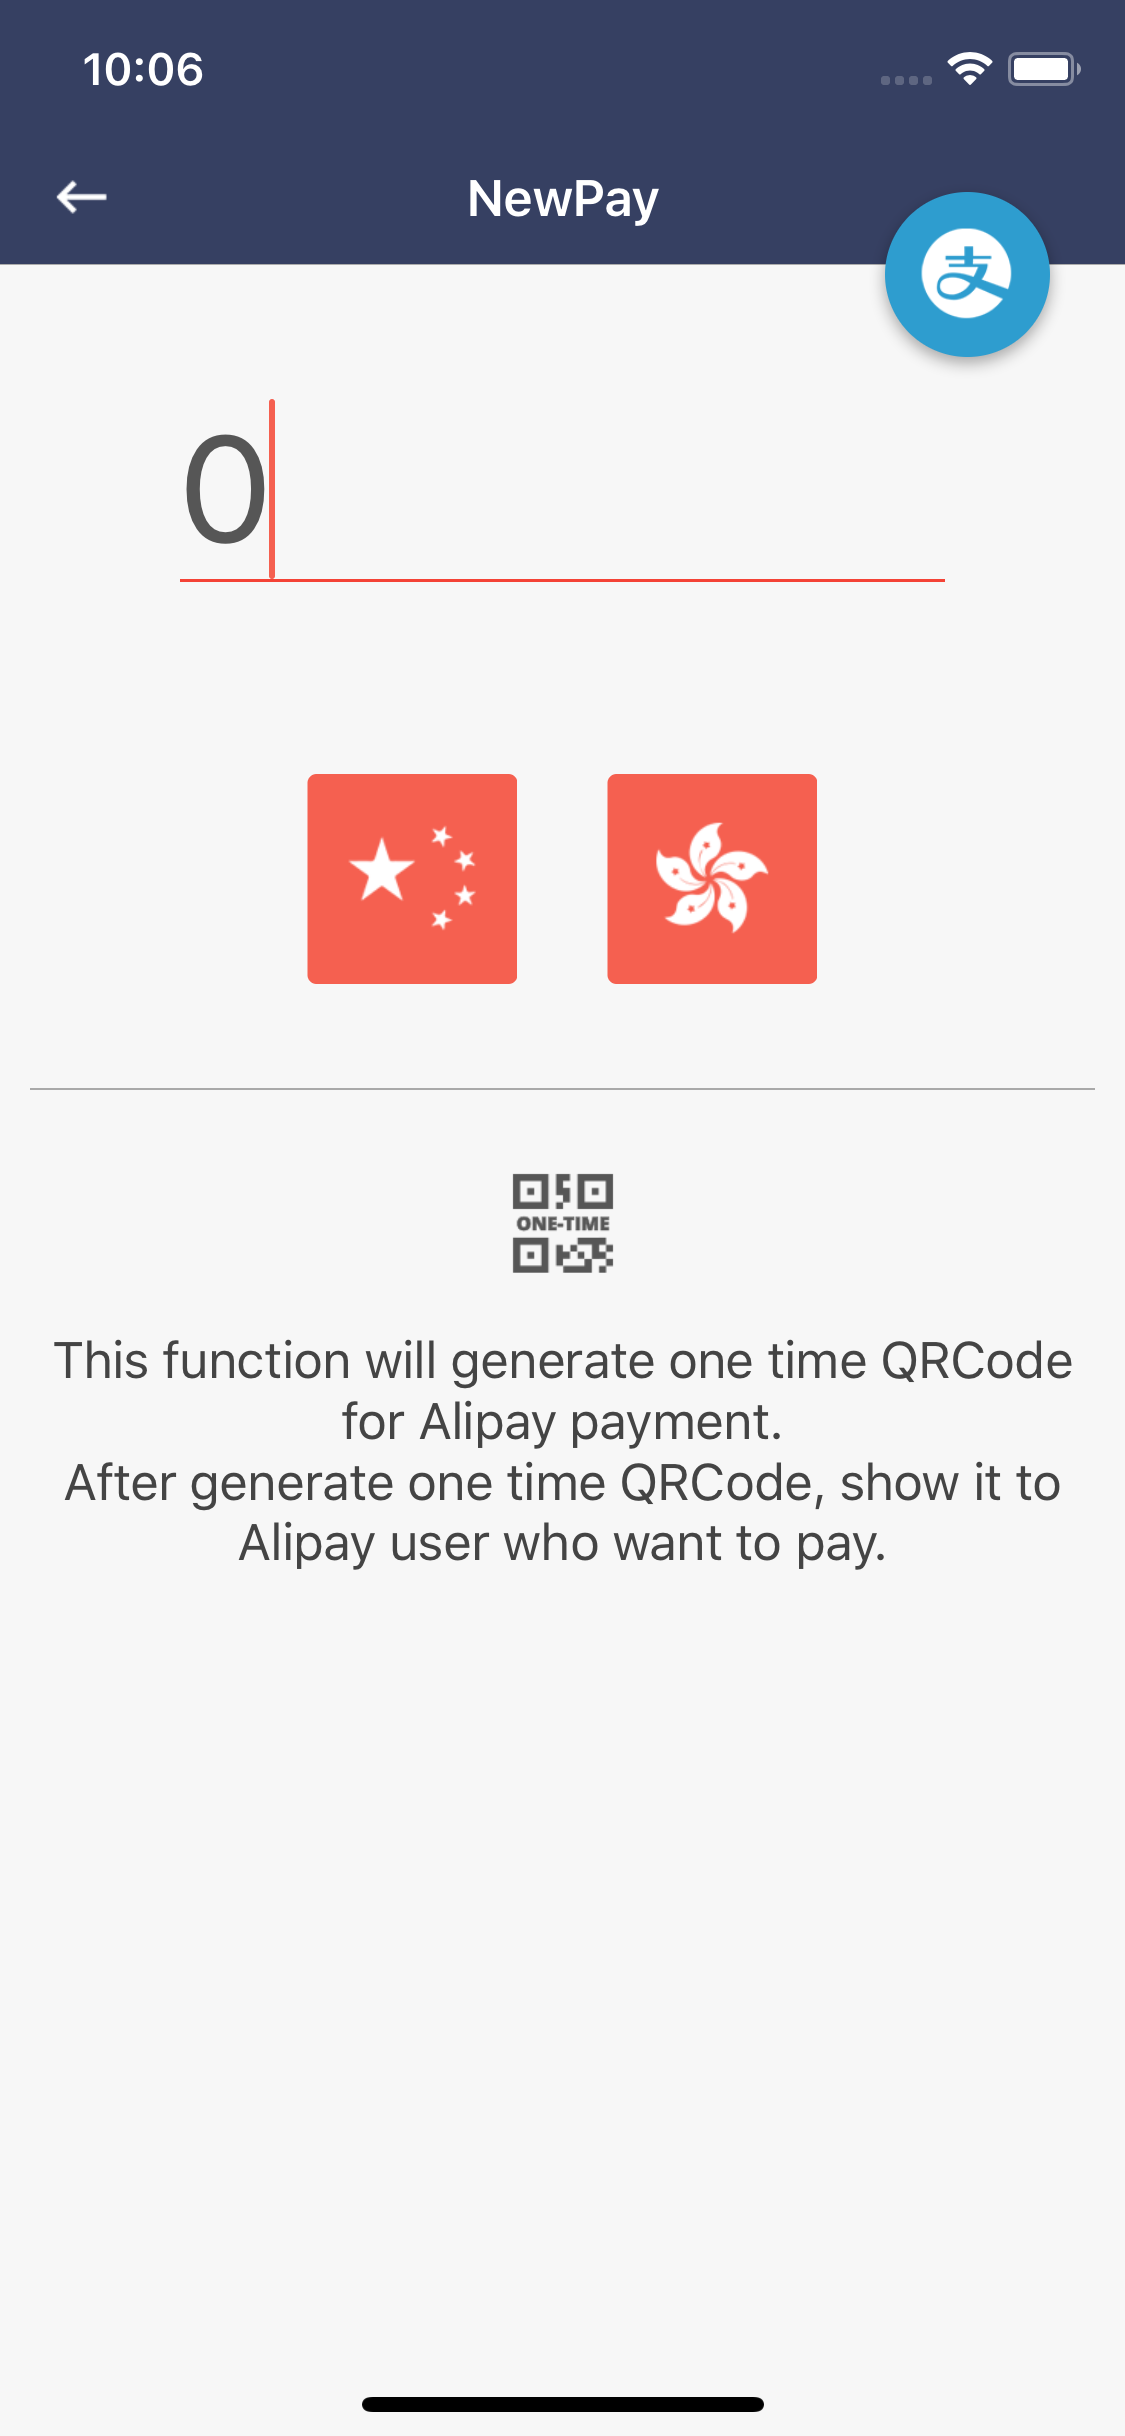 10:06
NewPay
支
0
ONE-TIME
This function will generate one time QRCode
for Alipay payment.
After generate one time QRCode, show it to
Alipay user who want to pay.